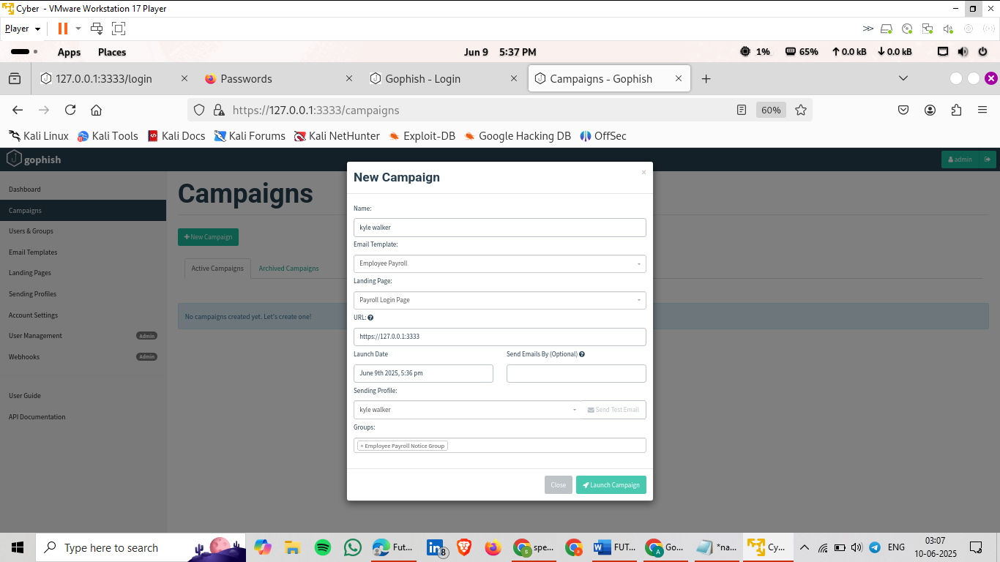 Cyber - VMware Workstation 17 Player
Player
Apps Places Jun 9 5:37 PM 1% 65% 0.0 kB 0.0 kB
127.0.0.1:3333/login Passwords Gophish - Login Campaigns - Gophish
https://127.0.0.1:3333/campaigns 60%
Kali Linux Kali Tools Kali Docs Kali Forums Kali NetHunter Exploit-DB Google Hacking DB OffSec
gophish admin
Dashboard
Campaigns
Users & Groups
Email Templates
Landing Pages
Sending Profiles
Account Settings
User Management Admin
Webhooks Admin
User Guide
API Documentation
Campaigns
New Campaign
Active Campaigns Archived Campaigns
No campaigns created yet. Let's create one!
New Campaign ×
Name:
kyle walker
Email Template:
Employee Payroll
Landing Page:
Payroll Login Page
URL:
https://127.0.0.1:3333
Launch Date Send Emails By (Optional)
June 9th 2025, 5:36 pm
Sending Profile:
kyle walker Send Test Email
Groups:
× Employee Payroll Notice Group
Close Launch Campaign
Type here to search Fut... 8 spe... FUT... Go... *na... Cy... ENG 03:07
10-06-2025